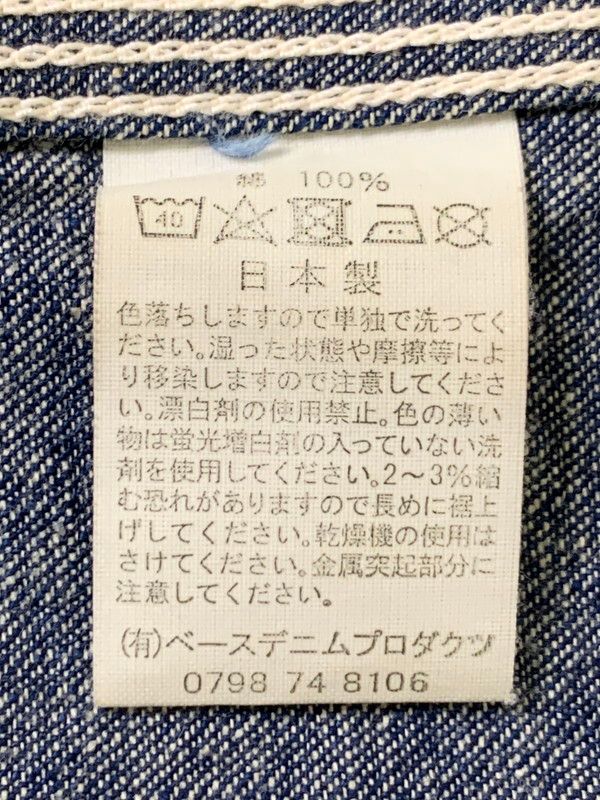 綿 100%
40
日本製
色落ちしますので単独で洗ってく
ださい。湿った状態や摩擦等によ
り移染しますので注意してくださ
い。漂白剤の使用禁止。色の薄い
物は蛍光増白剤の入っていない洗
剤を使用してください。2～3%縮
む恐れがありますので長めに裾上
げしてください。乾燥機の使用は
さけてください。金属突起部分に
注意してください。
(有)ベースデニムプロダクツ
0798 74 8106